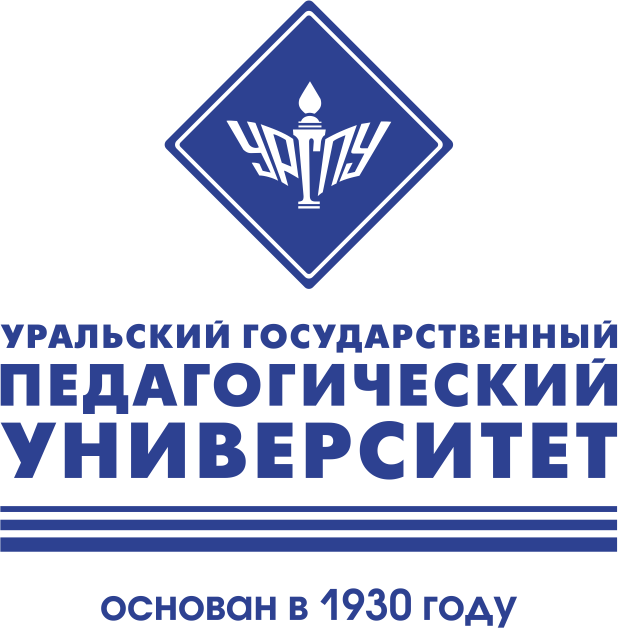 УРГПУ
УРАЛЬСКИЙ ГОСУДАРСТВЕННЫЙ
ПЕДАГОГИЧЕСКИЙ
УНИВЕРСИТЕТ
основан в 1930 году